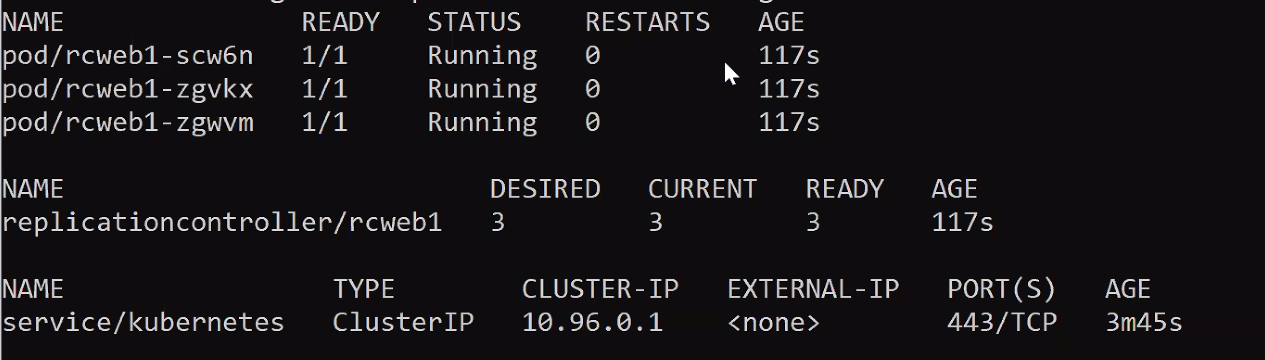 NAME READY STATUS RESTARTS AGE
pod/rcweb1-scw6n 1/1 Running 0 117s
pod/rcweb1-zgvkx 1/1 Running 0 117s
pod/rcweb1-zgwvm 1/1 Running 0 117s
NAME DESIRED CURRENT READY AGE
replicationcontroller/rcweb1 3 3 3 117s
NAME TYPE CLUSTER-IP EXTERNAL-IP PORT(S) AGE
service/kubernetes ClusterIP 10.96.0.1 <none> 443/TCP 3m45s